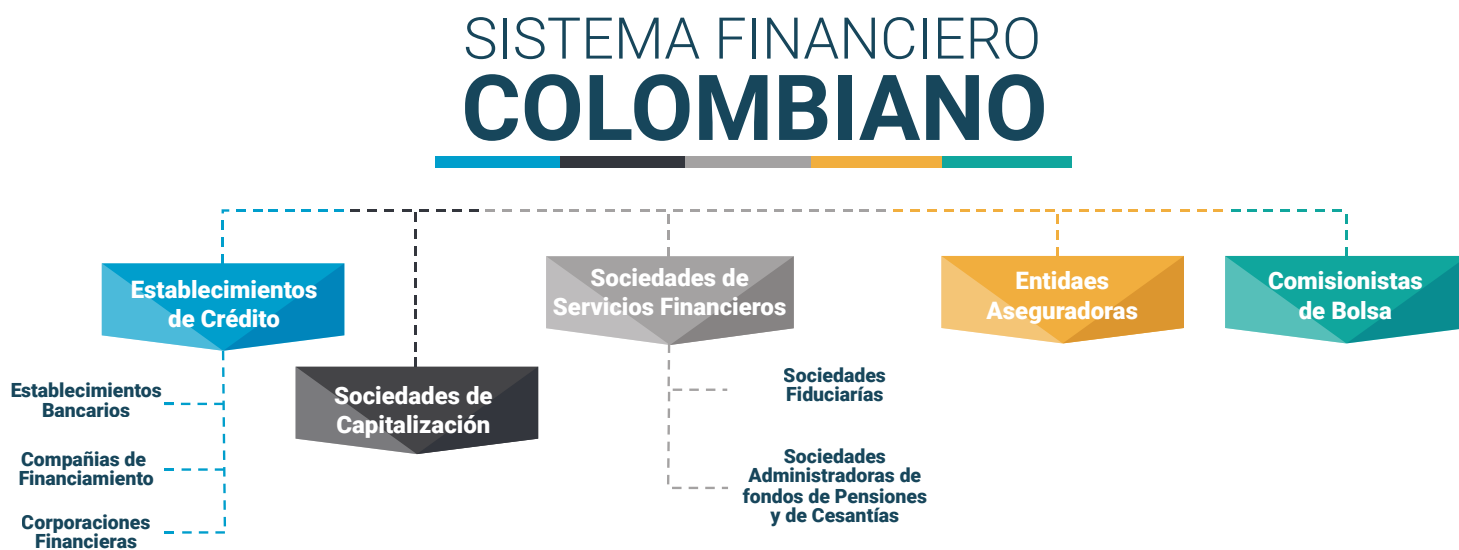 SISTEMA FINANCIERO
COLOMBIANO
Establecimientos
de Crédito
Establecimientos
Bancarios
Compañias de
Financiamiento
Corporaciones
Financieras
Sociedades de
Capitalización
Sociedades de
Servicios Financieros
Sociedades
Fiduciarías
Sociedades
Administradoras de
fondos de Pensiones
y de Cesantías
Entidaes
Aseguradoras
Comisionistas
de Bolsa